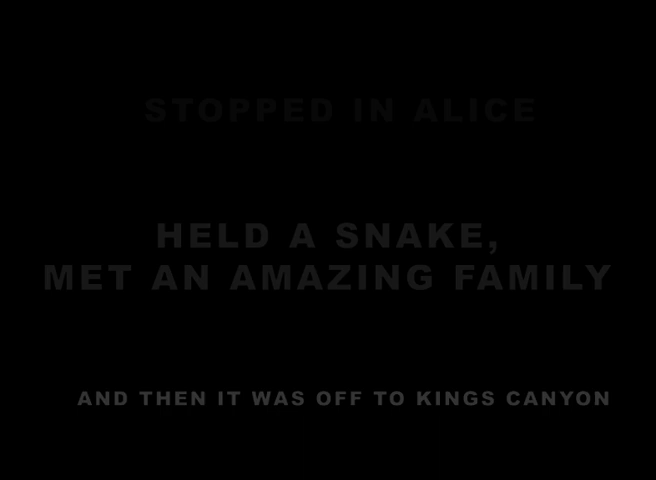 STOPPED IN ALICE
HELD A SNAKE,
MET AN AMAZING FAMILY
AND THEN IT WAS OFF TO KINGS CANYON